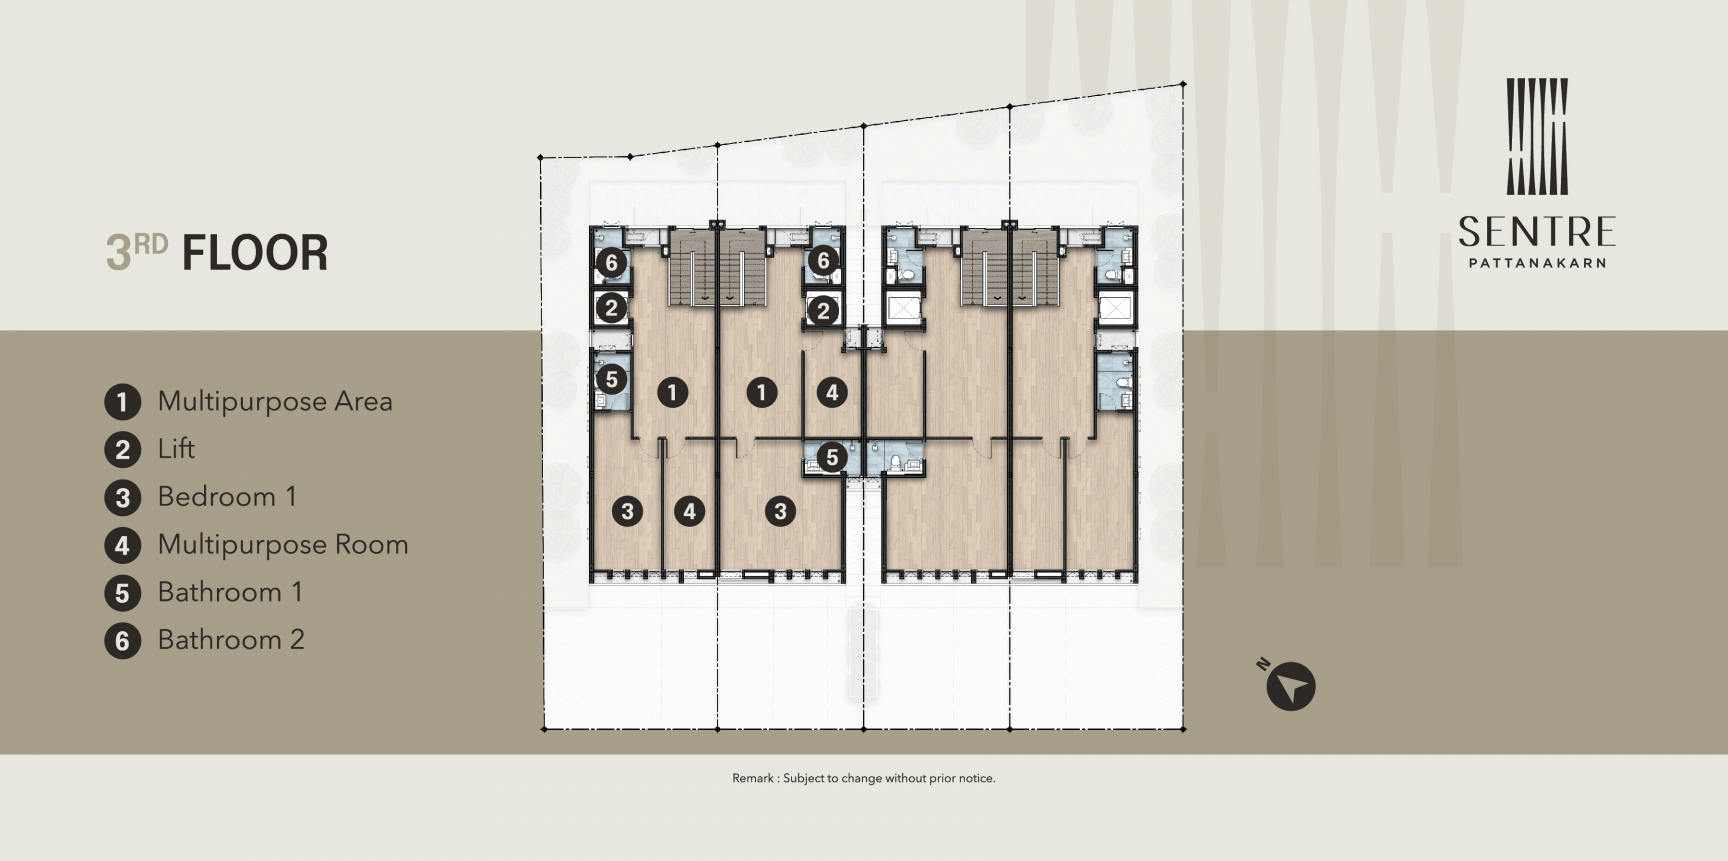 3RD FLOOR
1 Multipurpose Area
2 Lift
3 Bedroom 1
4 Multipurpose Room
5 Bathroom 1
6 Bathroom 2
6 6
2 2
5
1 1 4
5
3 4 3
SENTRE
PATTANAKARN
N
Remark : Subject to change without prior notice.